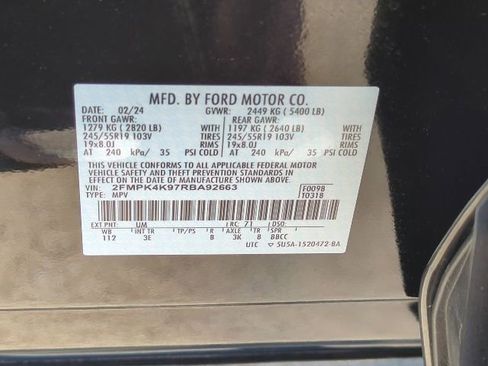 MFD. BY FORD MOTOR CO.
DATE: 02/24 GVWR: 2449 KG ( 5400 LB)
FRONT GAWR: REAR GAWR:
1279 KG ( 2820 LB) WITH 1197 KG ( 2640 LB) WITH
245/55R19 103V TIRES 245/55R19 103V TIRES
19x8.0J RIMS 19x8.0J RIMS
AT 240 kPa/ 35 PSI COLD AT 240 kPa/ 35 PSI COLD
THIS VEHICLE CONFORMS TO ALL APPLICABLE FEDERAL MOTOR
VEHICLE SAFETY AND THEFT PREVENTION STANDARDS IN EFFECT ON
THE DATE OF MANUFACTURE SHOWN ABOVE.
VIN: 2FMPK4K97RBA92663 F0098
TYPE: MPV T0318
EXT PNT: UM RC: 71 DSO:
WB INT TR TP/PS R AXLE TR SPR
112 3E B 3K B BBCC
UTC 5U5A-1520472-BA